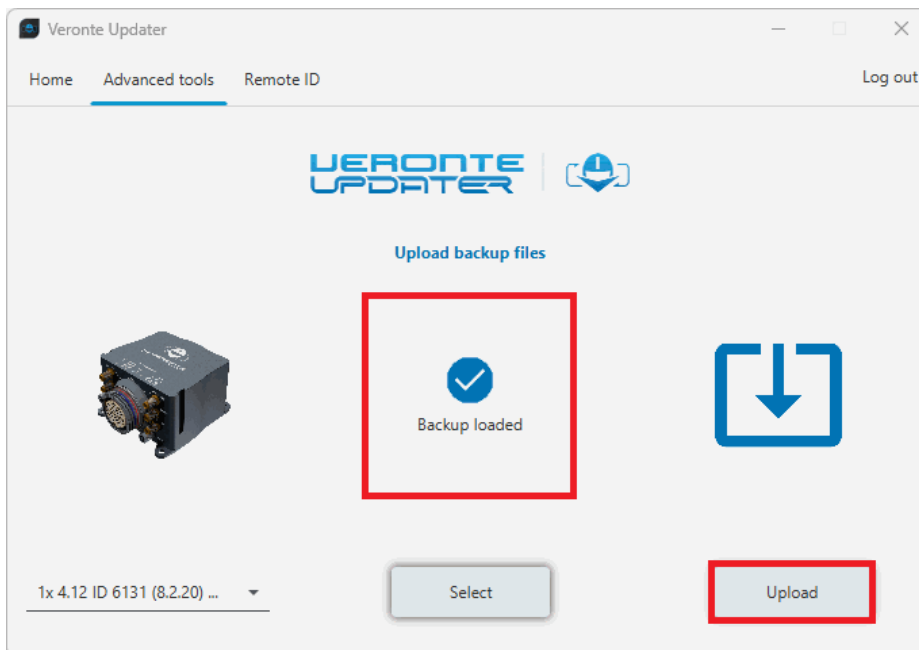 Veronte Updater
Home Advanced tools Remote ID Log out
VERONTE
UPDATER
Upload backup files
Backup loaded
1x 4.12 ID 6131 (8.2.20) ...
Select
Upload